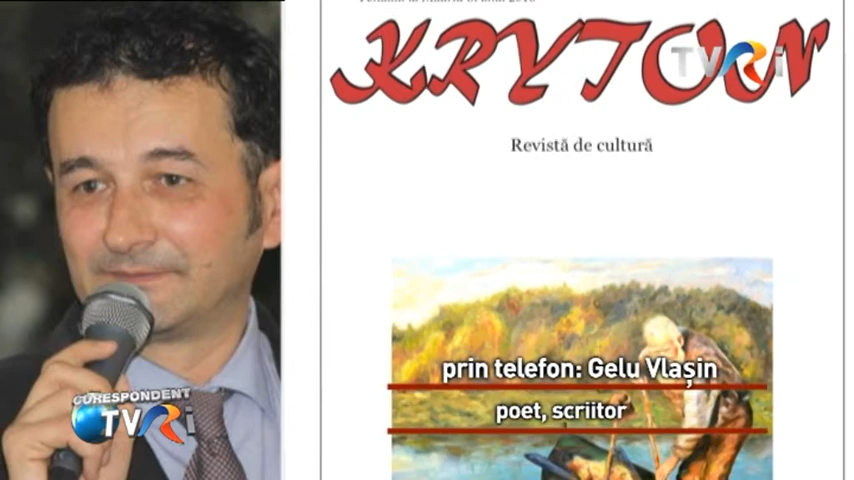 KRYTON
TVRi
Revistă de cultură
prin telefon: Gelu Vlașin
poet, scriitor
CORESPONDENT
TVRi